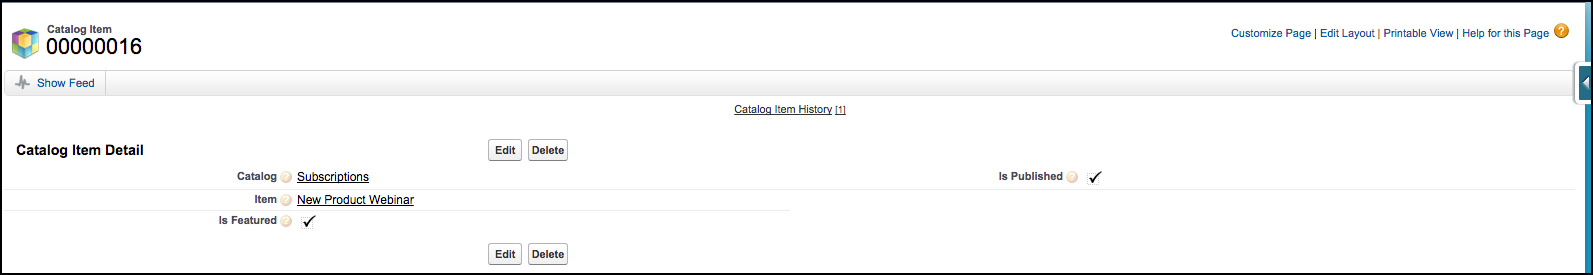 Catalog Item
00000016
Customize Page | Edit Layout | Printable View | Help for this Page ?
Show Feed
Catalog Item History [1]
Catalog Item Detail
Edit Delete
Catalog ? Subscriptions
Is Published ?
Item ? New Product Webinar
Is Featured ?
Edit Delete